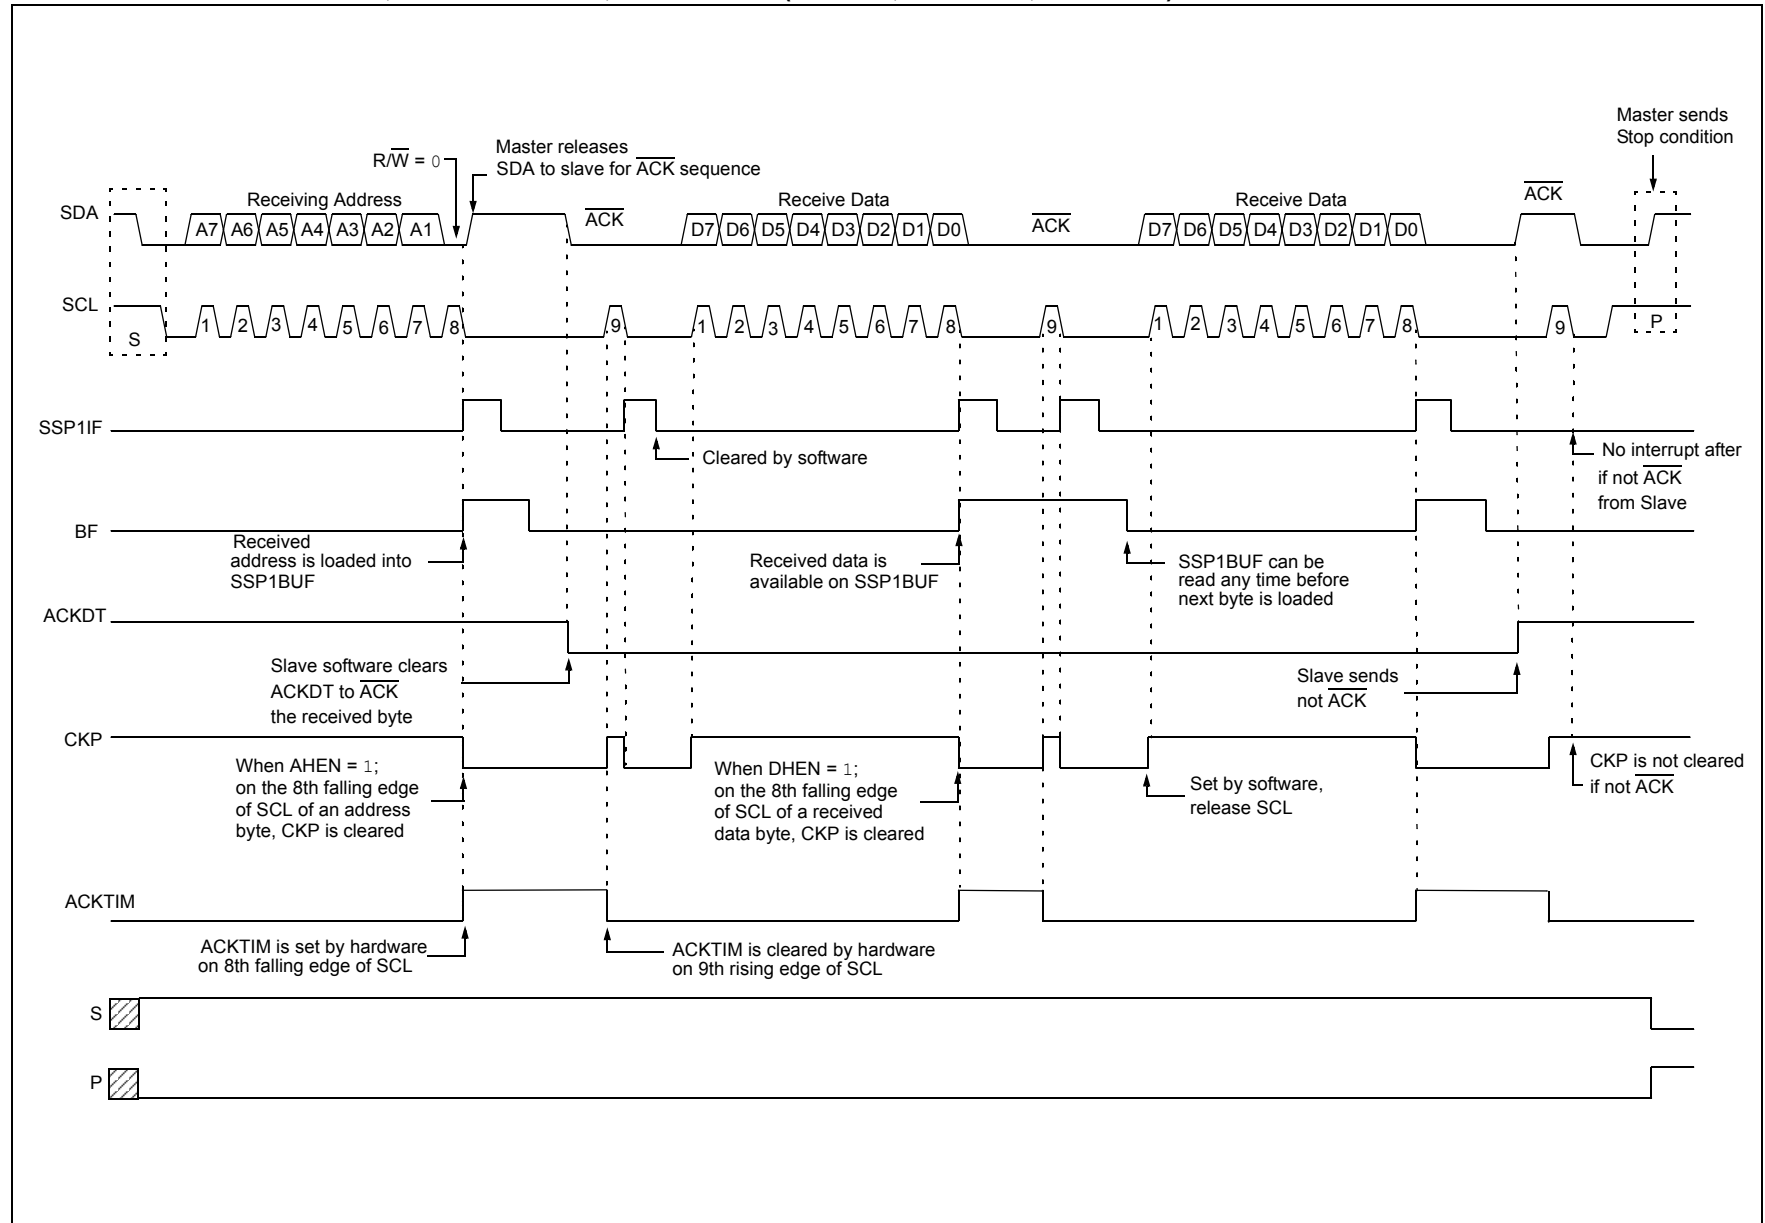 Master sends
Stop condition
R/W̅ = 0
Master releases
SDA to slave for A̅C̅K̅ sequence
SDA
Receiving Address
A̅C̅K̅
Receive Data
A̅C̅K̅
Receive Data
A̅C̅K̅
A7 A6 A5 A4 A3 A2 A1
D7 D6 D5 D4 D3 D2 D1 D0
D7 D6 D5 D4 D3 D2 D1 D0
SCL
S
1 2 3 4 5 6 7 8 9
1 2 3 4 5 6 7 8 9
1 2 3 4 5 6 7 8 9
P
SSP1IF
Cleared by software
No interrupt after
if not A̅C̅K̅
from Slave
BF
Received
address is loaded into
SSP1BUF
Received data is
available on SSP1BUF
SSP1BUF can be
read any time before
next byte is loaded
ACKDT
Slave software clears
ACKDT to A̅C̅K̅
the received byte
Slave sends
not A̅C̅K̅
CKP
When AHEN = 1;
on the 8th falling edge
of SCL of an address
byte, CKP is cleared
When DHEN = 1;
on the 8th falling edge
of SCL of a received
data byte, CKP is cleared
Set by software,
release SCL
CKP is not cleared
if not A̅C̅K̅
ACKTIM
ACKTIM is set by hardware
on 8th falling edge of SCL
ACKTIM is cleared by hardware
on 9th rising edge of SCL
S
P